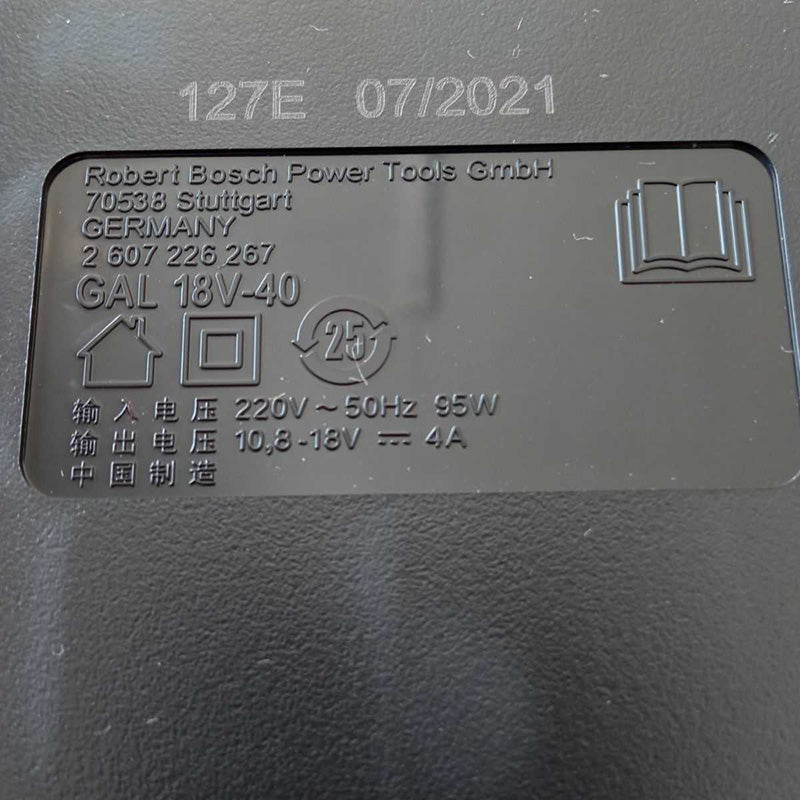 127E 07/2021
Robert Bosch Power Tools GmbH
70538 Stuttgart
GERMANY
2 607 226 267
GAL 18V-40
25
输入电压 220V ~ 50Hz 95W
输出电压 10,8-18V ⎓ 4A
中国制造